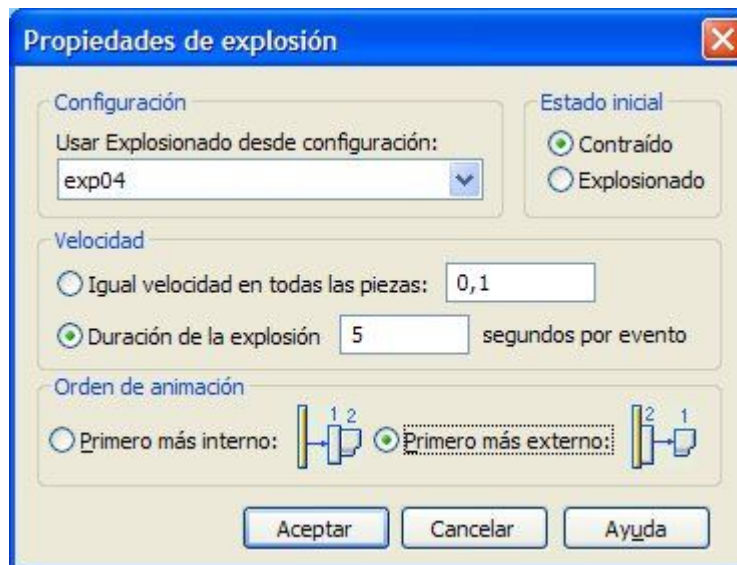 Propiedades de explosión
Configuración
Usar Explosionado desde configuración:
exp04
Estado inicial
Contraído
Explosionado
Velocidad
Igual velocidad en todas las piezas: 0,1
Duración de la explosión 5 segundos por evento
Orden de animación
Primero más interno: 1 2 Primero más externo: 2 1
Aceptar Cancelar Ayuda